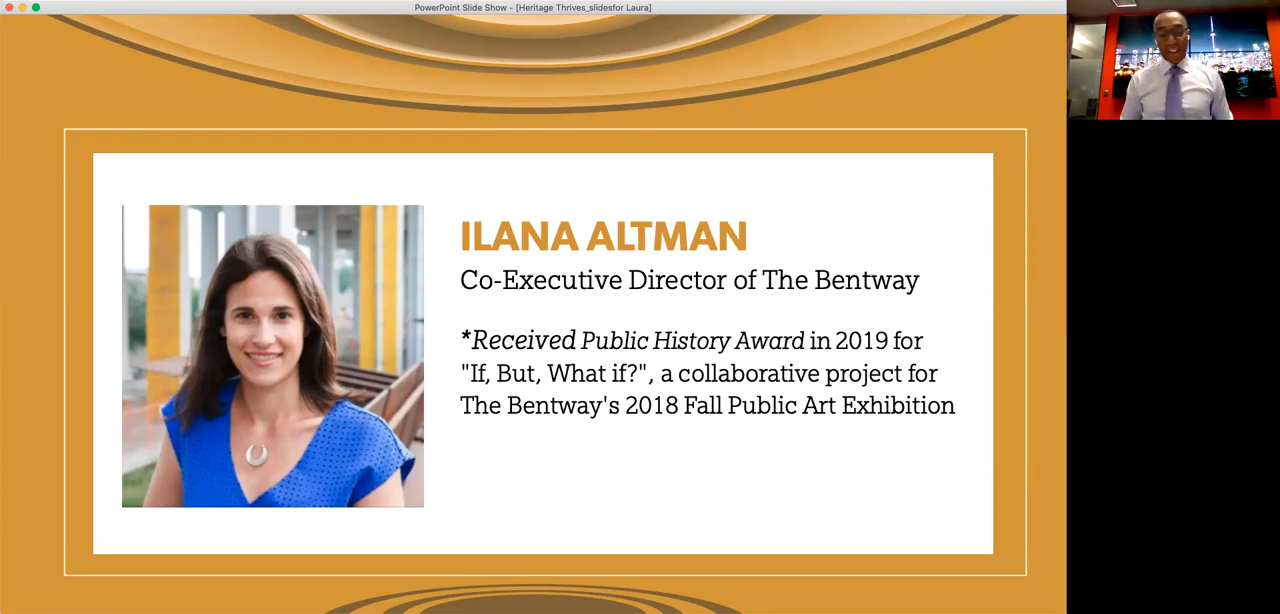 PowerPoint Slide Show - [Heritage Thrives_slidesfor Laura]
ILANA ALTMAN
Co-Executive Director of The Bentway
*Received Public History Award in 2019 for
"If, But, What if?", a collaborative project for
The Bentway's 2018 Fall Public Art Exhibition